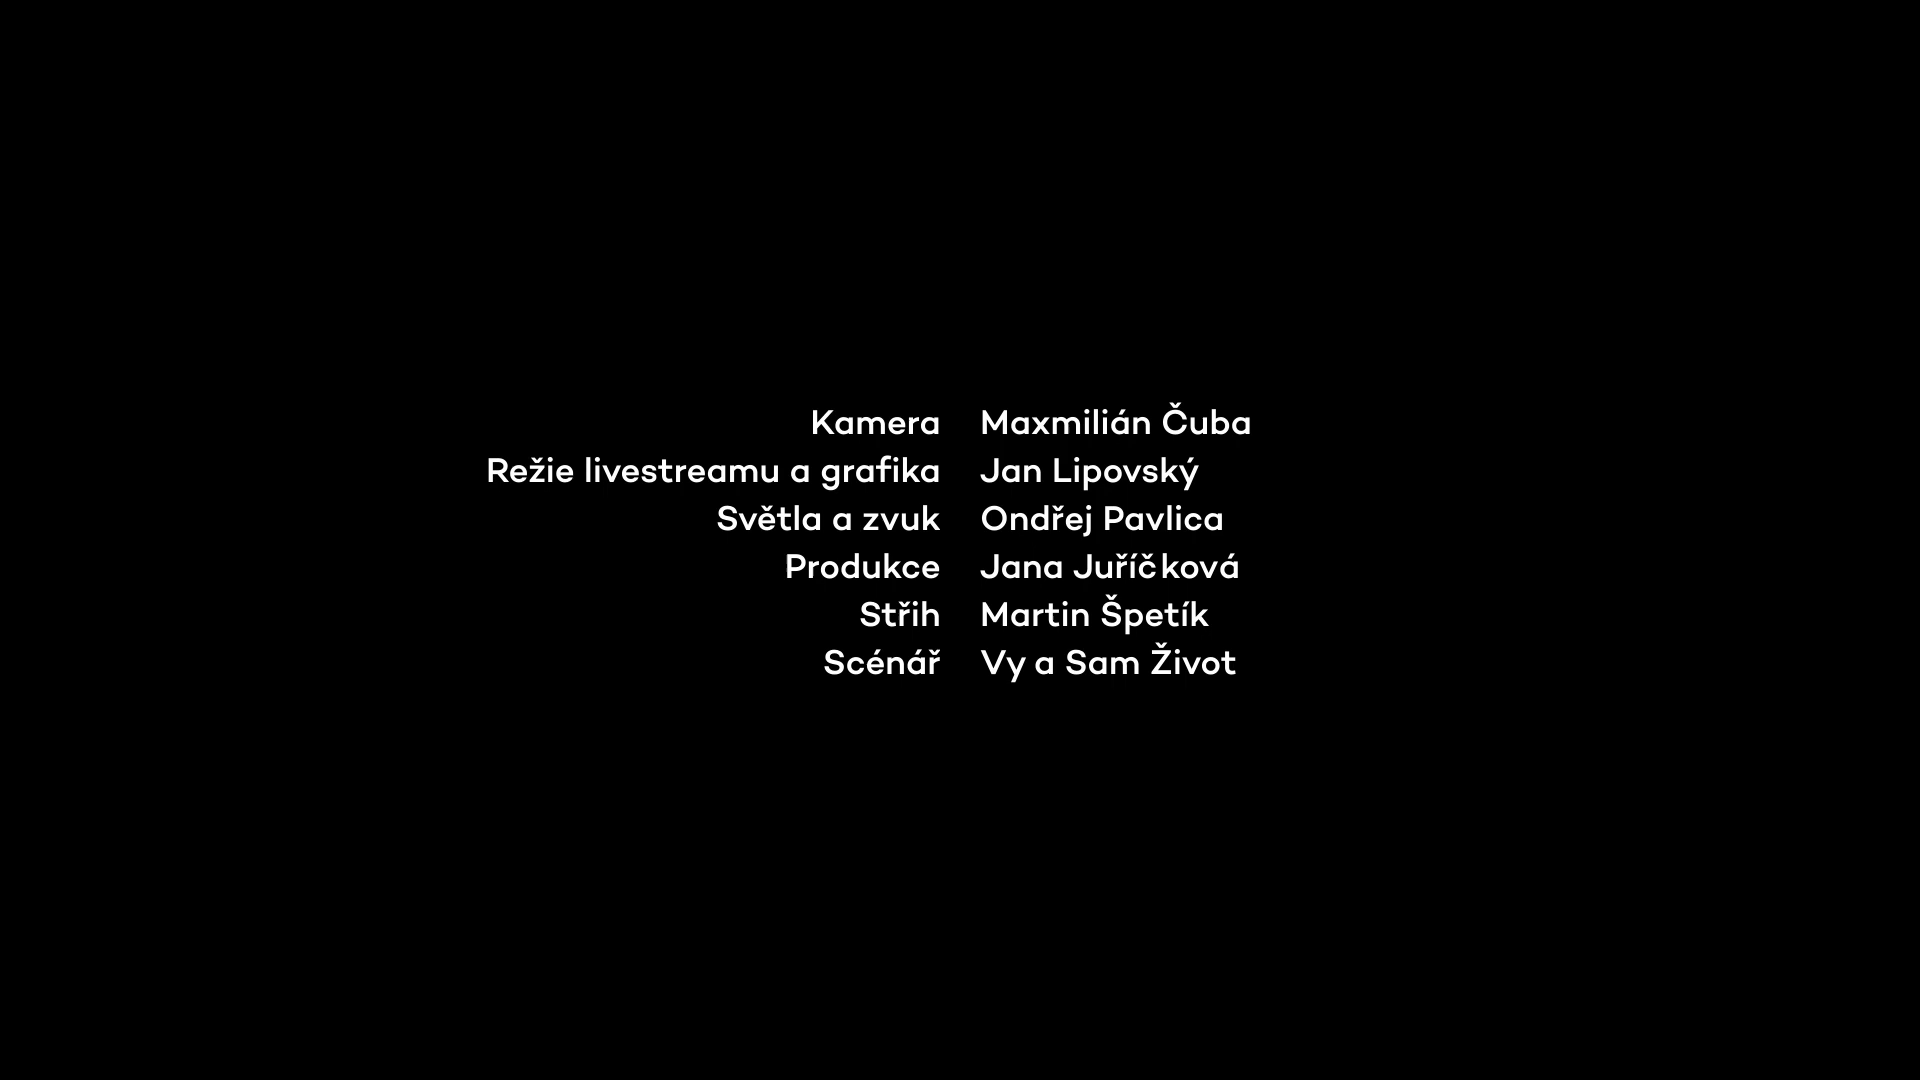 Kamera Maxmilián Čuba
Režie livestreamu a grafika Jan Lipovský
Světla a zvuk Ondřej Pavlica
Produkce Jana Juříčková
Střih Martin Špetík
Scénář Vy a Sam Život